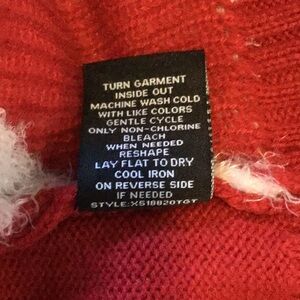 TURN GARMENT
INSIDE OUT
MACHINE WASH COLD
WITH LIKE COLORS
GENTLE CYCLE
ONLY NON-CHLORINE
BLEACH
WHEN NEEDED
RESHAPE
LAY FLAT TO DRY
COOL IRON
ON REVERSE SIDE
IF NEEDED
STYLE:XS18820TGT